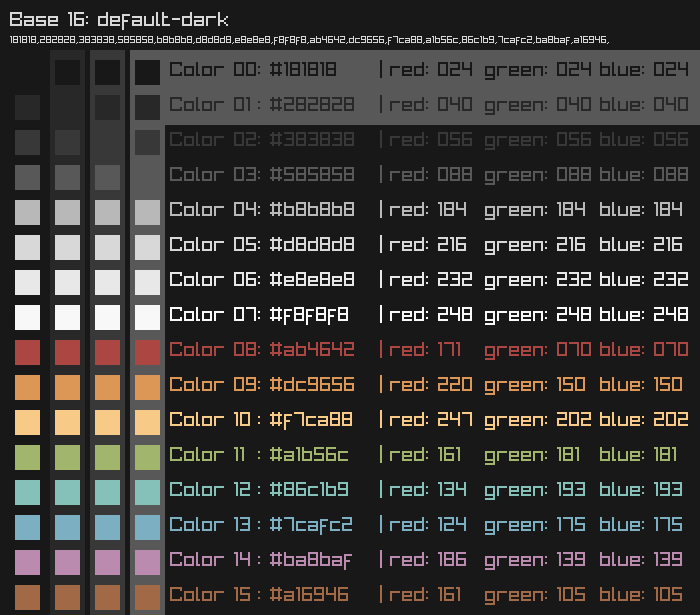 Base 16: default-dark
181818,282828,383838,585858,b8b8b8,d8d8d8,e8e8e8,f8f8f8,ab4642,dc9656,f7ca88,a1b56c,86c1b9,7cafc2,ba8baf,a16946,
Color 00: #181818 | red: 024 green: 024 blue: 024
Color 01 : #282828 | red: 040 green: 040 blue: 040
Color 02: #383838 | red: 056 green: 056 blue: 056
Color 03: #585858 | red: 088 green: 088 blue: 088
Color 04: #b8b8b8 | red: 184 green: 184 blue: 184
Color 05: #d8d8d8 | red: 216 green: 216 blue: 216
Color 06: #e8e8e8 | red: 232 green: 232 blue: 232
Color 07: #f8f8f8 | red: 248 green: 248 blue: 248
Color 08: #ab4642 | red: 171 green: 070 blue: 070
Color 09: #dc9656 | red: 220 green: 150 blue: 150
Color 10 : #f7ca88 | red: 247 green: 202 blue: 202
Color 11 : #a1b56c | red: 161 green: 181 blue: 181
Color 12 : #86c1b9 | red: 134 green: 193 blue: 193
Color 13 : #7cafc2 | red: 124 green: 175 blue: 175
Color 14 : #ba8baf | red: 186 green: 139 blue: 139
Color 15 : #a16946 | red: 161 green: 105 blue: 105